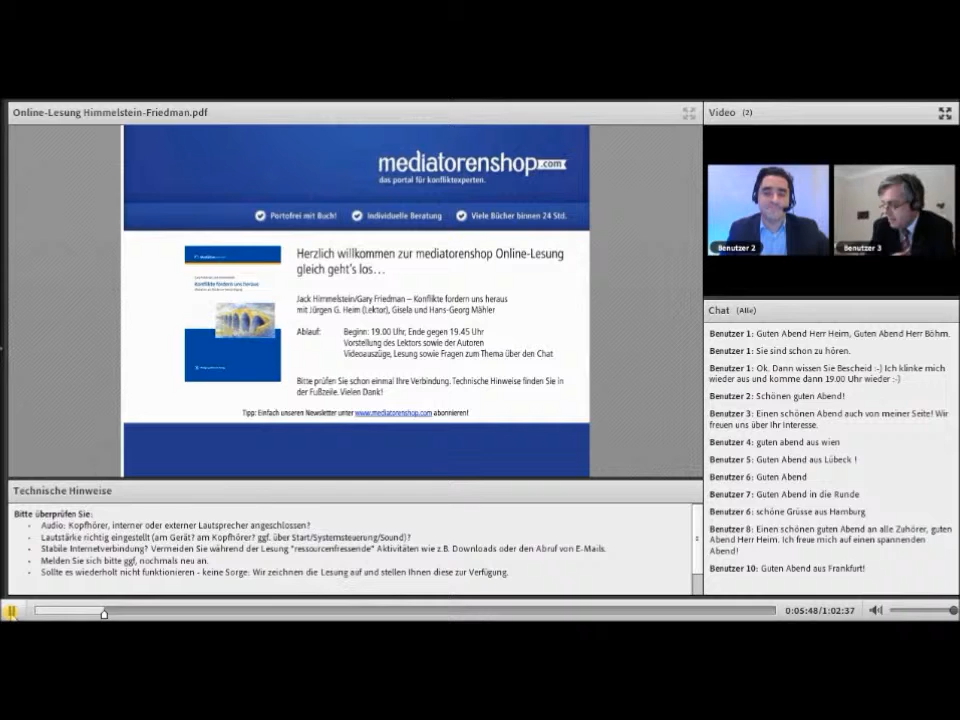 Online-Lesung Himmelstein-Friedman.pdf
mediatorenshop.com
das portal für konfliktexperten.
Portofrei mit Buch!
Individuelle Beratung
Viele Bücher binnen 24 Std.
Konflikte fordern uns heraus
Herzlich willkommen zur mediatorenshop Online-Lesung
gleich geht's los...
Jack Himmelstein/Gary Friedman – Konflikte fordern uns heraus
mit Jürgen G. Heim (Lektor), Gisela und Hans-Georg Mähler
Ablauf: Beginn: 19.00 Uhr, Ende gegen 19.45 Uhr
Vorstellung des Lektors sowie der Autoren
Videoauszüge, Lesung sowie Fragen zum Thema über den Chat
Bitte prüfen Sie schon einmal Ihre Verbindung. Technische Hinweise finden Sie in
der Fußzeile. Vielen Dank!
Tipp: Einfach unseren Newsletter unter www.mediatorenshop.com abonnieren!
Technische Hinweise
Bitte überprüfen Sie:
Audio: Kopfhörer, interner oder externer Lautsprecher angeschlossen?
Lautstärke richtig eingestellt (am Gerät? am Kopfhörer? ggf. über Start/Systemsteuerung/Sound)?
Stabile Internetverbindung? Vermeiden Sie während der Lesung "ressourcenfressende" Aktivitäten wie z.B. Downloads oder den Abruf von E-Mails.
Melden Sie sich bitte ggf. nochmals neu an.
Sollte es wiederholt nicht funktionieren - keine Sorge: Wir zeichnen die Lesung auf und stellen Ihnen diese zur Verfügung.
Video (2)
Benutzer 2
Benutzer 3
Chat (Alle)
Benutzer 1: Guten Abend Herr Heim, Guten Abend Herr Böhm.
Benutzer 1: Sie sind schon zu hören.
Benutzer 1: Ok. Dann wissen Sie Bescheid :-) Ich klinke mich
wieder aus und komme dann 19.00 Uhr wieder :-)
Benutzer 2: Schönen guten Abend!
Benutzer 3: Einen schönen Abend auch von meiner Seite! Wir
freuen uns über Ihr Interesse.
Benutzer 4: guten abend aus wien
Benutzer 5: Guten Abend aus Lübeck !
Benutzer 6: Guten Abend
Benutzer 7: Guten Abend in die Runde
Benutzer 6: schöne Grüsse aus Hamburg
Benutzer 8: Einen schönen guten Abend an alle Zuhörer, guten
Abend Herr Heim. Ich freue mich auf einen spannenden
Abend!
Benutzer 10: Guten Abend aus Frankfurt!
0:05:48/1:02:37